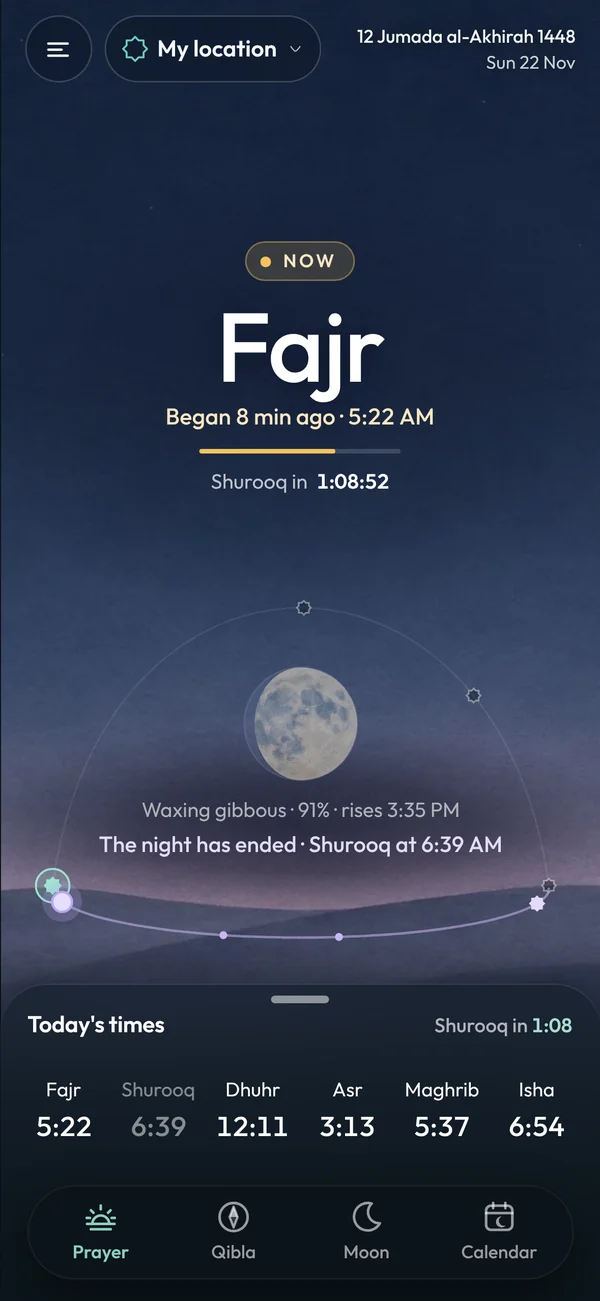 My location
12 Jumada al-Akhirah 1448
Sun 22 Nov
NOW
Fajr
Began 8 min ago · 5:22 AM
Shurooq in 1:08:52
Waxing gibbous · 91% · rises 3:35 PM
The night has ended · Shurooq at 6:39 AM
Today's times
Shurooq in 1:08
Fajr Shurooq Dhuhr Asr Maghrib Isha
5:22 6:39 12:11 3:13 5:37 6:54
Prayer Qibla Moon Calendar